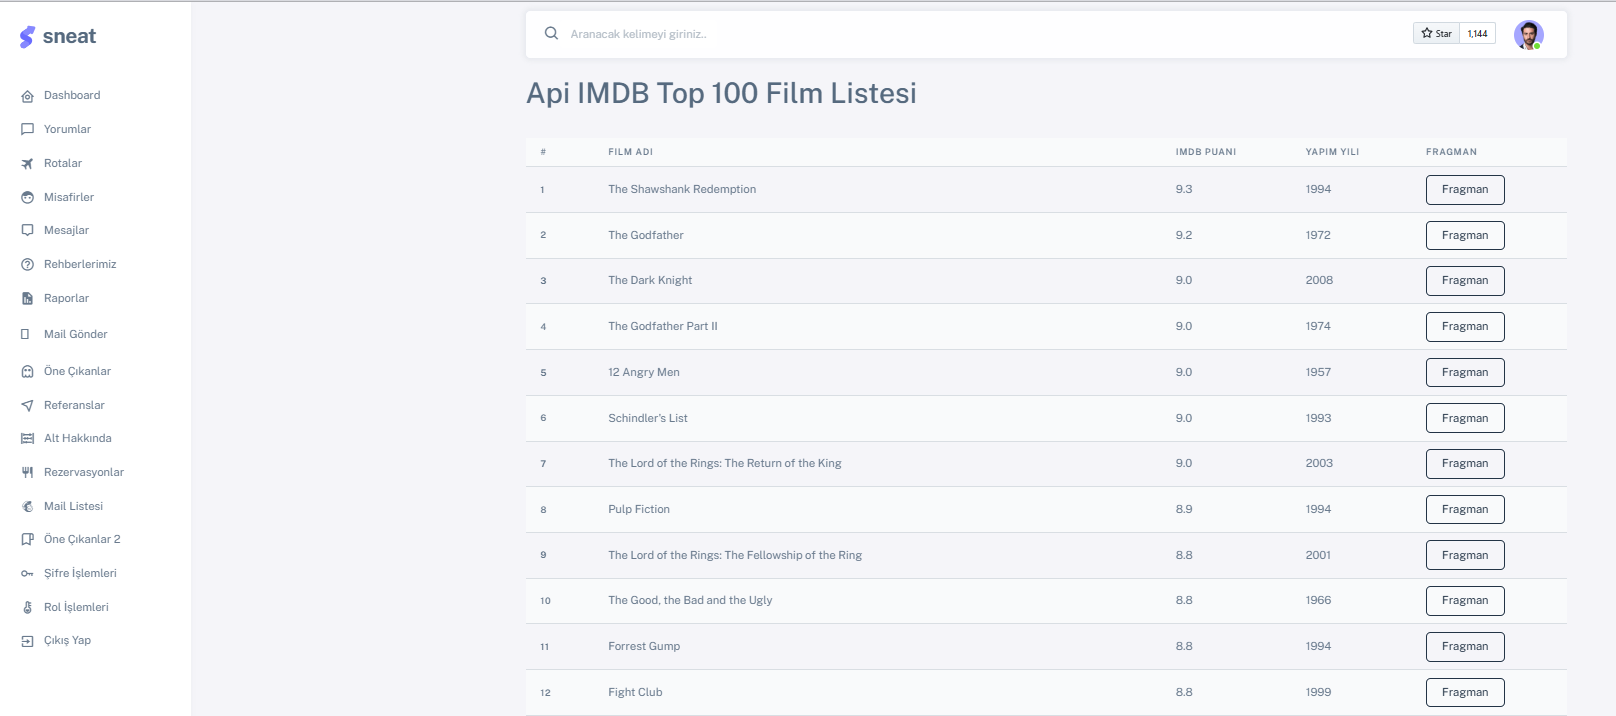 sneat
Dashboard
Yorumlar
Rotalar
Misafirler
Mesajlar
Rehberlerimiz
Raporlar
Mail Gönder
Öne Çıkanlar
Referanslar
Alt Hakkında
Rezervasyonlar
Mail Listesi
Öne Çıkanlar 2
Şifre İşlemleri
Rol İşlemleri
Çıkış Yap
Aranacak kelimeyi giriniz.. Star 1,144
Api IMDB Top 100 Film Listesi
# FILM ADI IMDB PUANI YAPIM YILI FRAGMAN
1 The Shawshank Redemption 9.3 1994 Fragman
2 The Godfather 9.2 1972 Fragman
3 The Dark Knight 9.0 2008 Fragman
4 The Godfather Part II 9.0 1974 Fragman
5 12 Angry Men 9.0 1957 Fragman
6 Schindler's List 9.0 1993 Fragman
7 The Lord of the Rings: The Return of the King 9.0 2003 Fragman
8 Pulp Fiction 8.9 1994 Fragman
9 The Lord of the Rings: The Fellowship of the Ring 8.8 2001 Fragman
10 The Good, the Bad and the Ugly 8.8 1966 Fragman
11 Forrest Gump 8.8 1994 Fragman
12 Fight Club 8.8 1999 Fragman